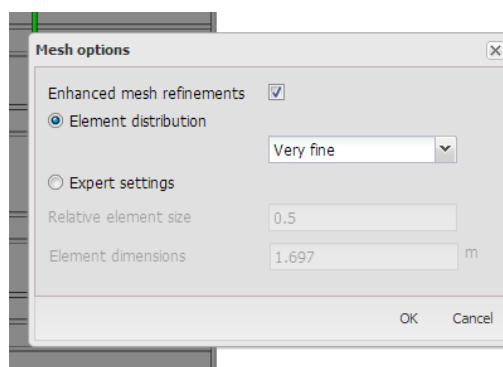 Mesh options
Enhanced mesh refinements
Element distribution
Very fine
Expert settings
Relative element size 0.5
Element dimensions 1.697 m
OK Cancel